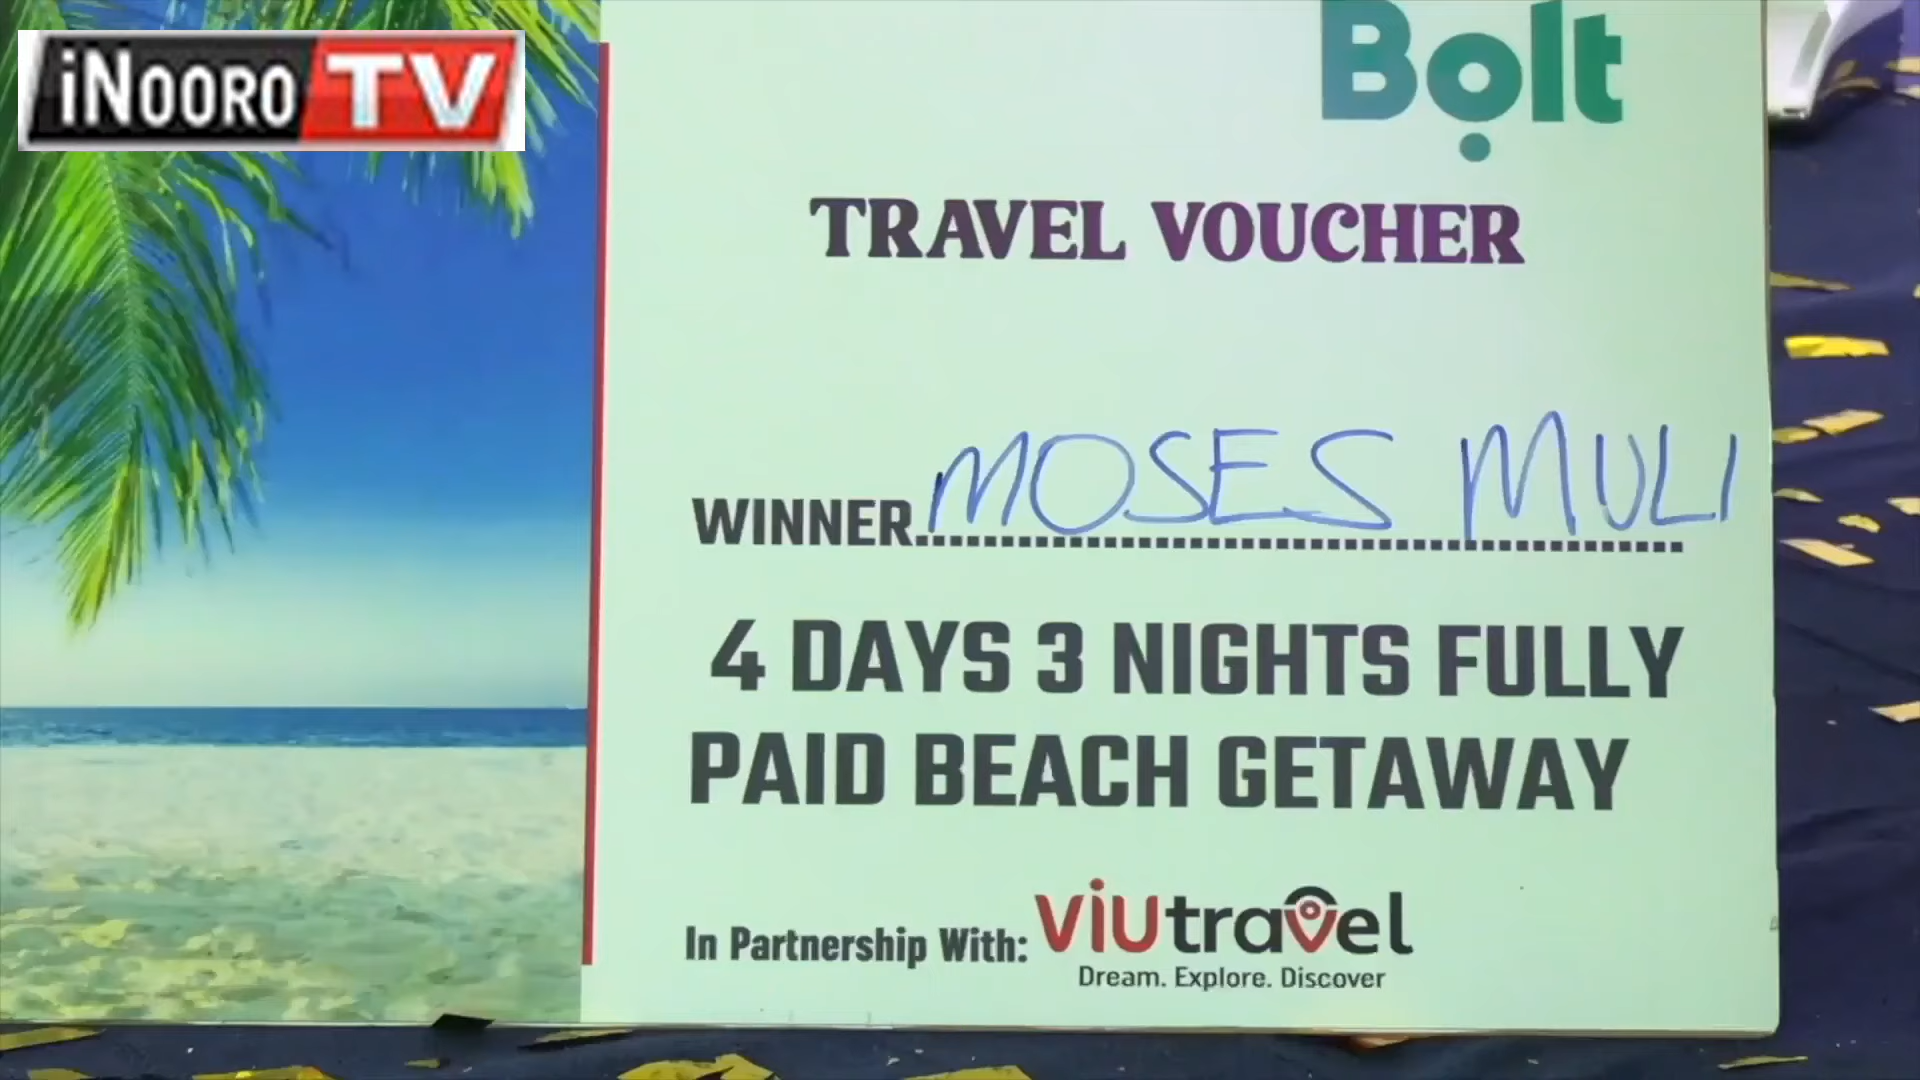 iNOORO TV
Bolt
TRAVEL VOUCHER
WINNER MOSES MULI
4 DAYS 3 NIGHTS FULLY
PAID BEACH GETAWAY
In Partnership With: viutravel
Dream. Explore. Discover